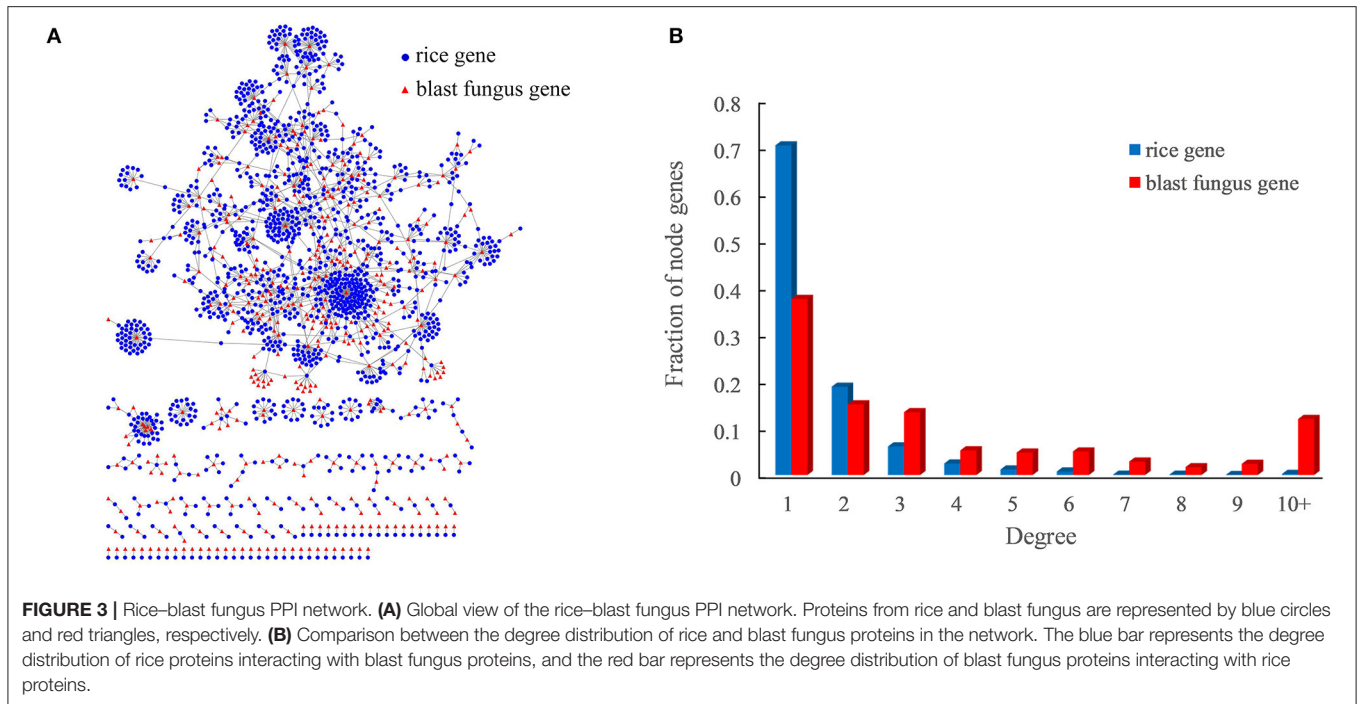 A
rice gene
blast fungus gene
B
Fraction of node genes
0.8
0.7
0.6
0.5
0.4
0.3
0.2
0.1
0
rice gene
blast fungus gene
1 2 3 4 5 6 7 8 9 10+
Degree
FIGURE 3 | Rice–blast fungus PPI network. (A) Global view of the rice–blast fungus PPI network. Proteins from rice and blast fungus are represented by blue circles
and red triangles, respectively. (B) Comparison between the degree distribution of rice and blast fungus proteins in the network. The blue bar represents the degree
distribution of rice proteins interacting with blast fungus proteins, and the red bar represents the degree distribution of blast fungus proteins interacting with rice
proteins.